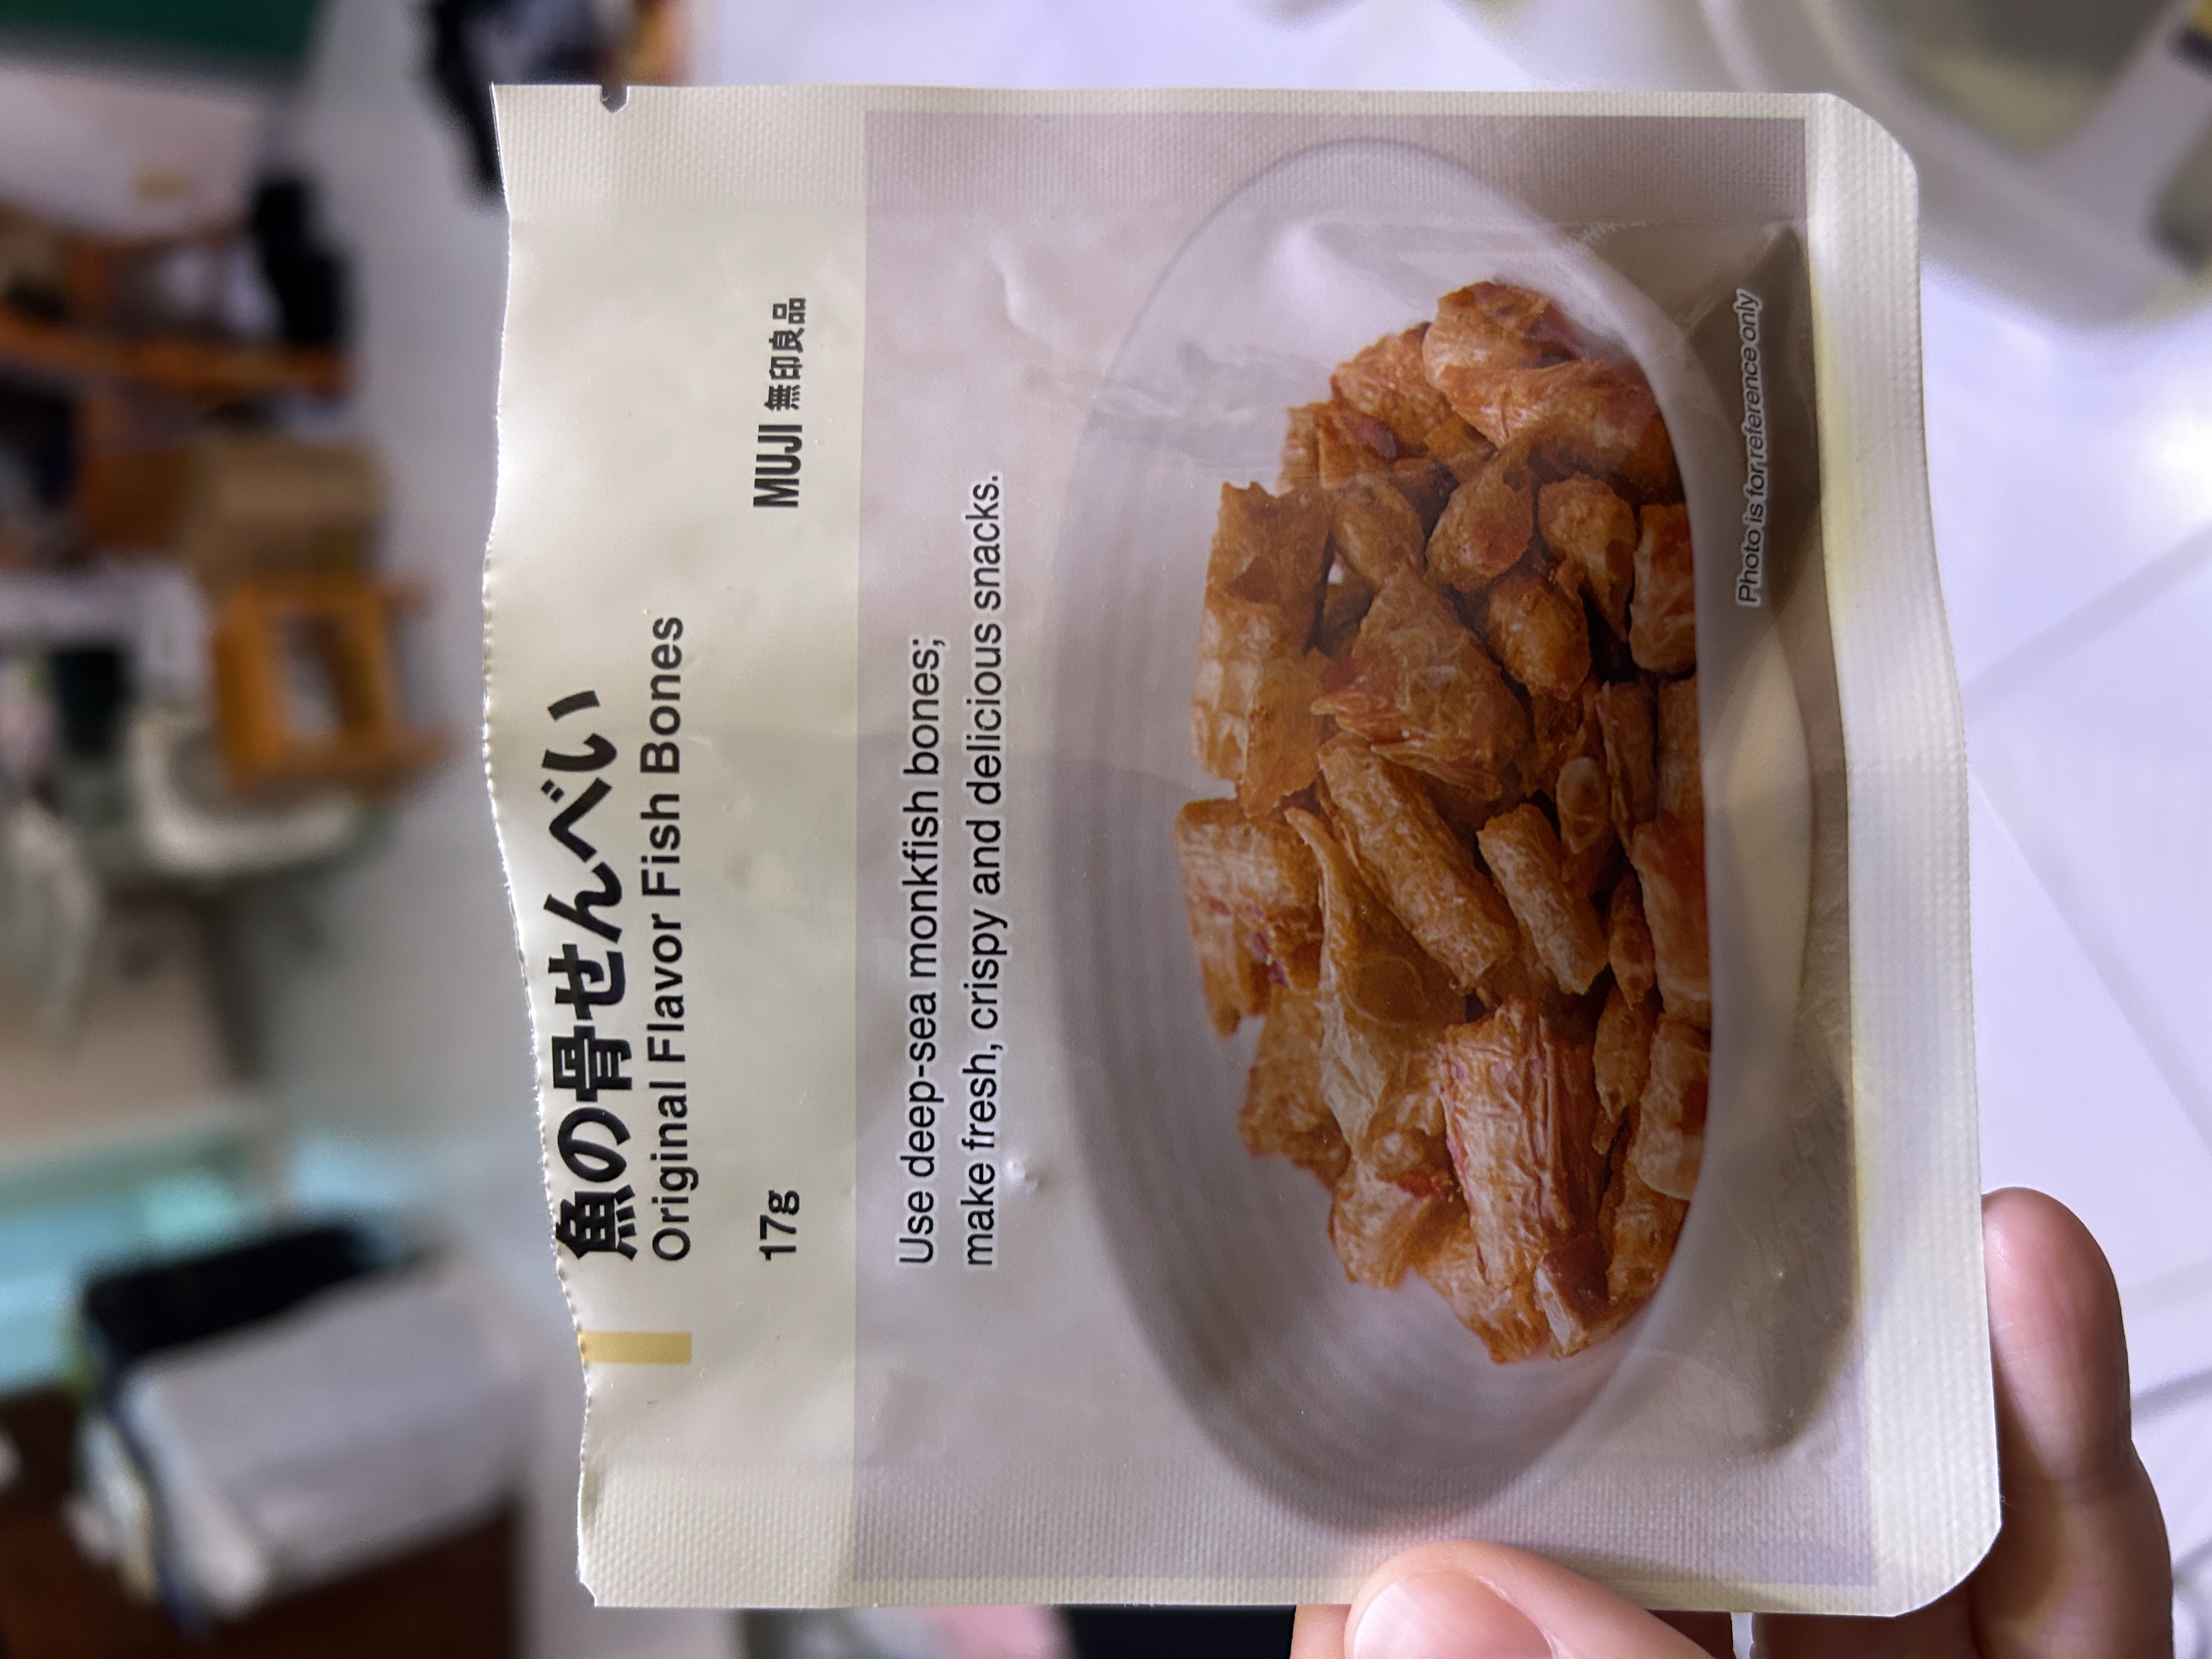 魚の骨せんべい
Original Flavor Fish Bones
17g
MUJI 無印良品
Use deep-sea monkfish bones;
make fresh, crispy and delicious snacks.
Photo is for reference only